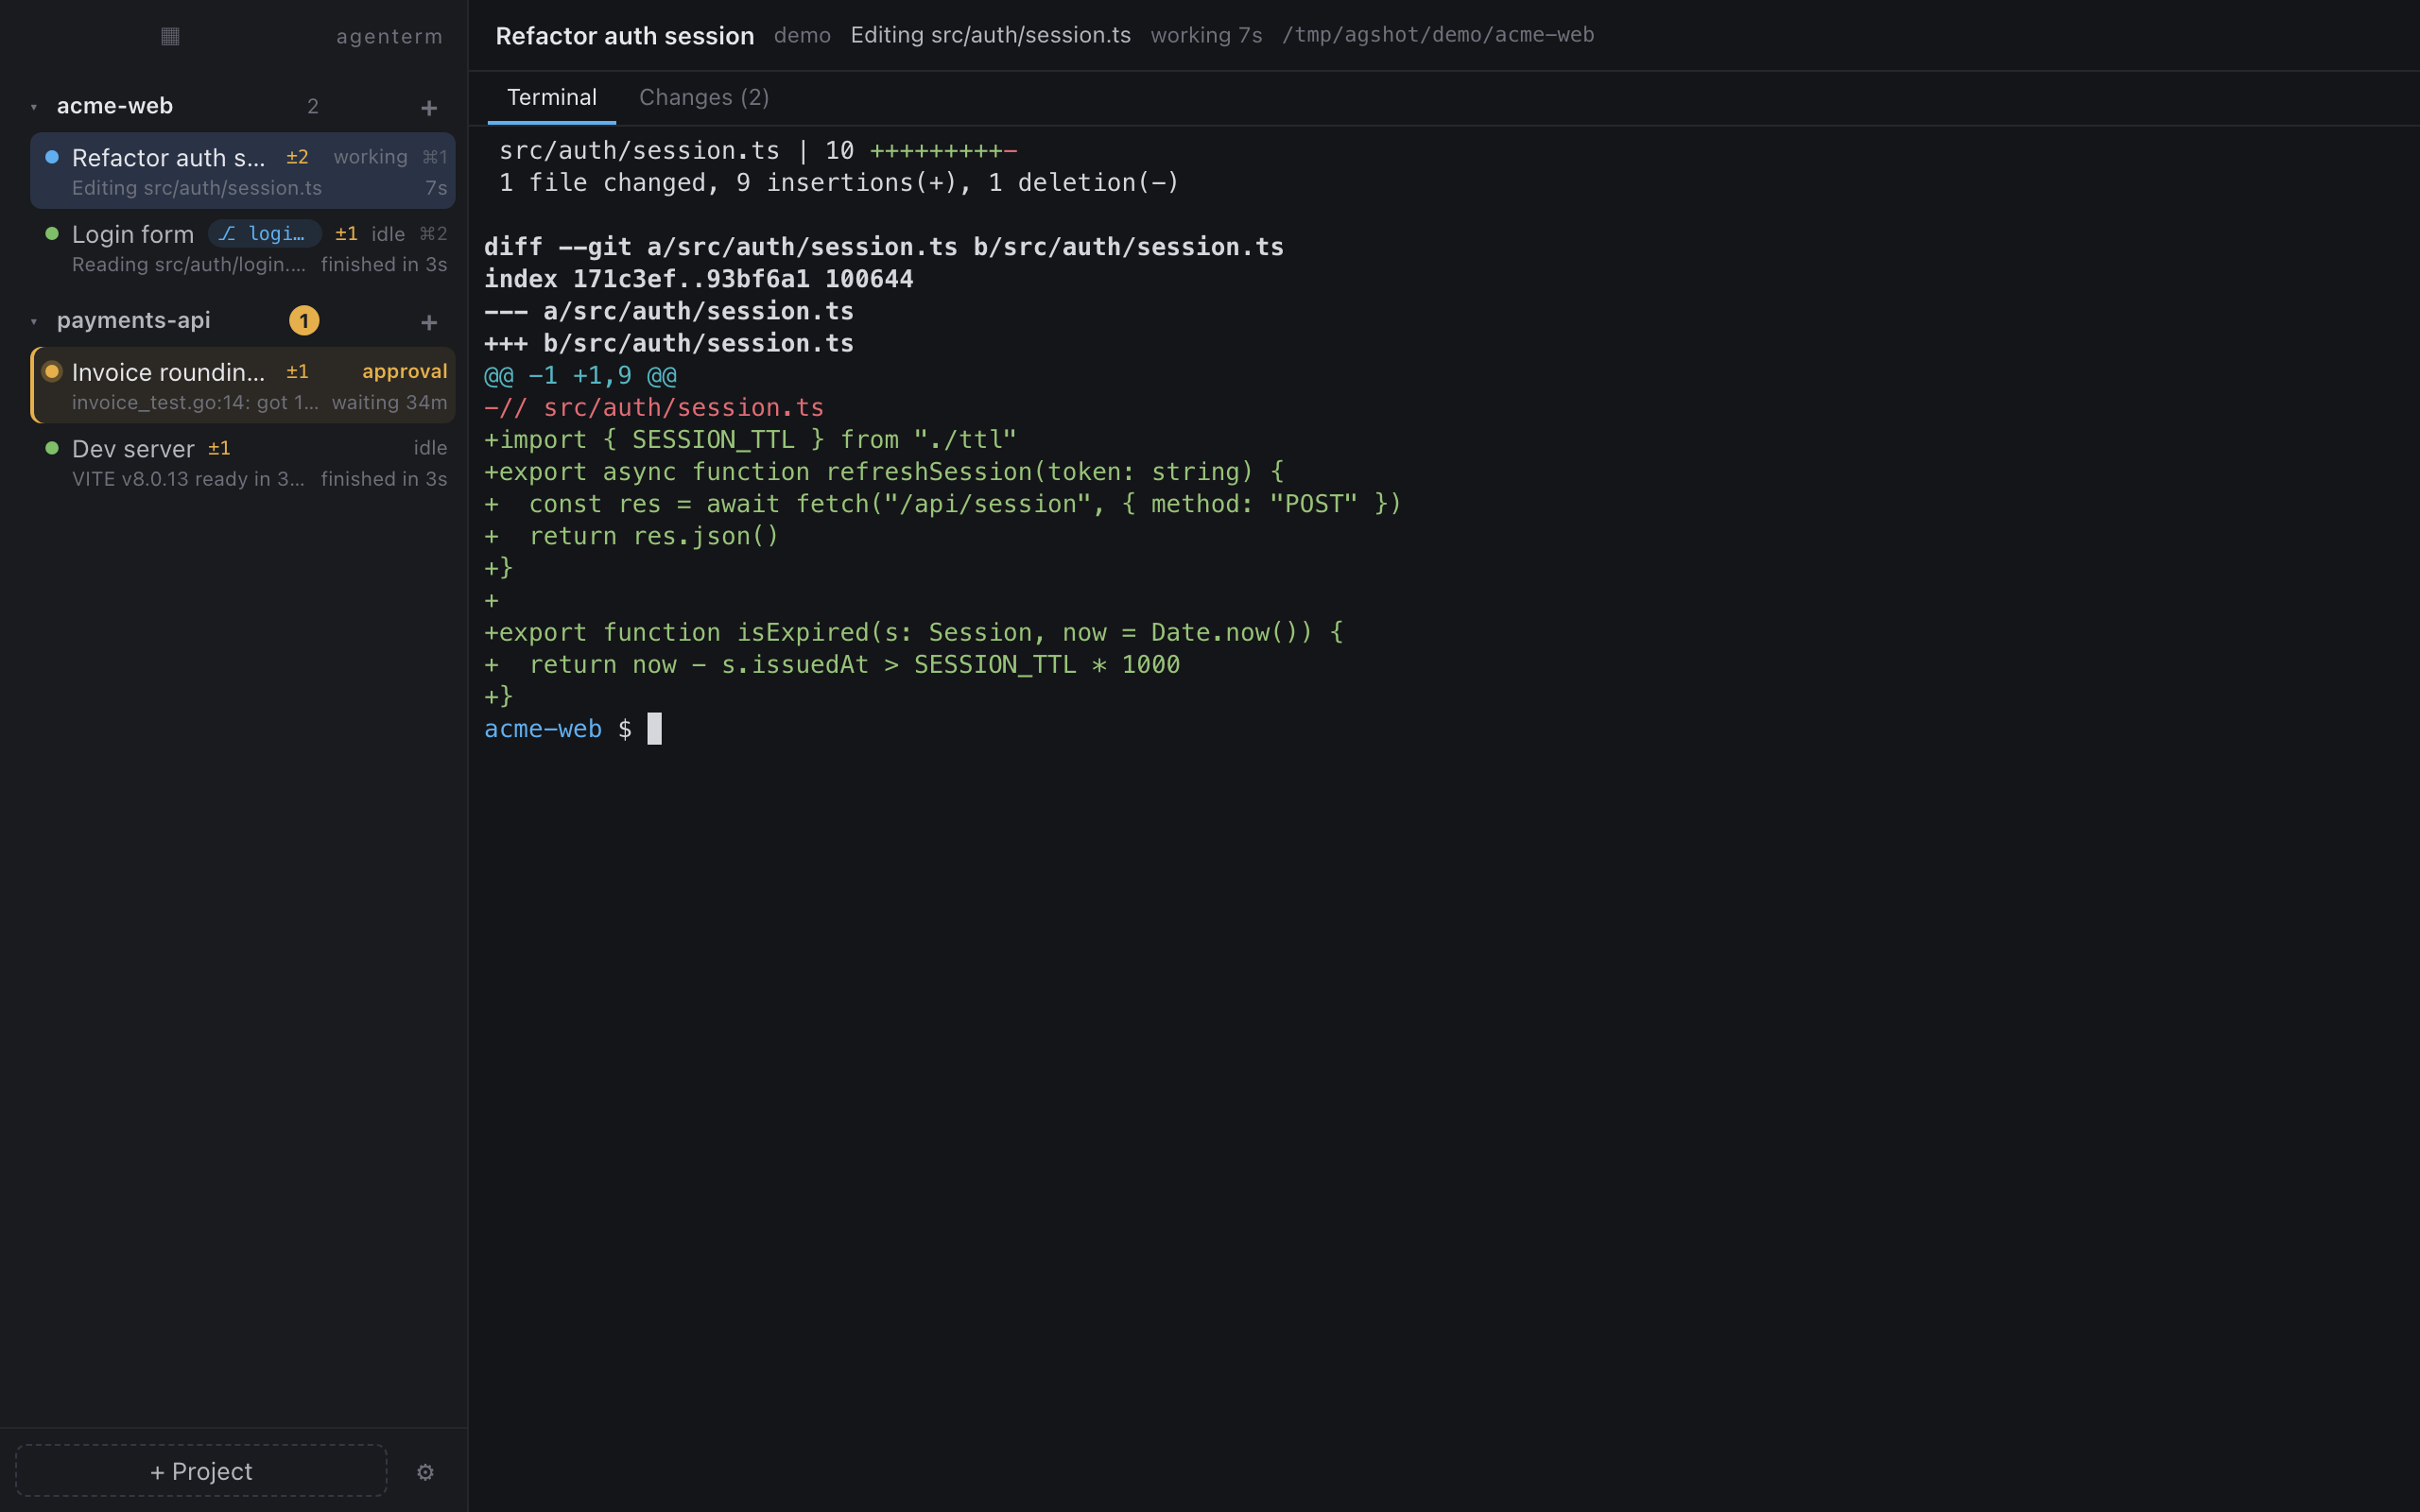 agenterm
acme-web 2 +
Refactor auth s... ±2 working ⌘1
Editing src/auth/session.ts 7s
Login form ⎇ logi... ±1 idle ⌘2
Reading src/auth/login.... finished in 3s
payments-api 1 +
Invoice roundin... ±1 approval
invoice_test.go:14: got 1... waiting 34m
Dev server ±1 idle
VITE v8.0.13 ready in 3... finished in 3s
+ Project
Refactor auth session demo Editing src/auth/session.ts working 7s /tmp/agshot/demo/acme-web
Terminal Changes (2)
src/auth/session.ts | 10 +++++++++-
1 file changed, 9 insertions(+), 1 deletion(-)
diff --git a/src/auth/session.ts b/src/auth/session.ts
index 171c3ef..93bf6a1 100644
--- a/src/auth/session.ts
+++ b/src/auth/session.ts
@@ -1 +1,9 @@
-// src/auth/session.ts
+import { SESSION_TTL } from "./ttl"
+export async function refreshSession(token: string) {
+  const res = await fetch("/api/session", { method: "POST" })
+  return res.json()
+}
+
+export function isExpired(s: Session, now = Date.now()) {
+  return now - s.issuedAt > SESSION_TTL * 1000
+}
acme-web $